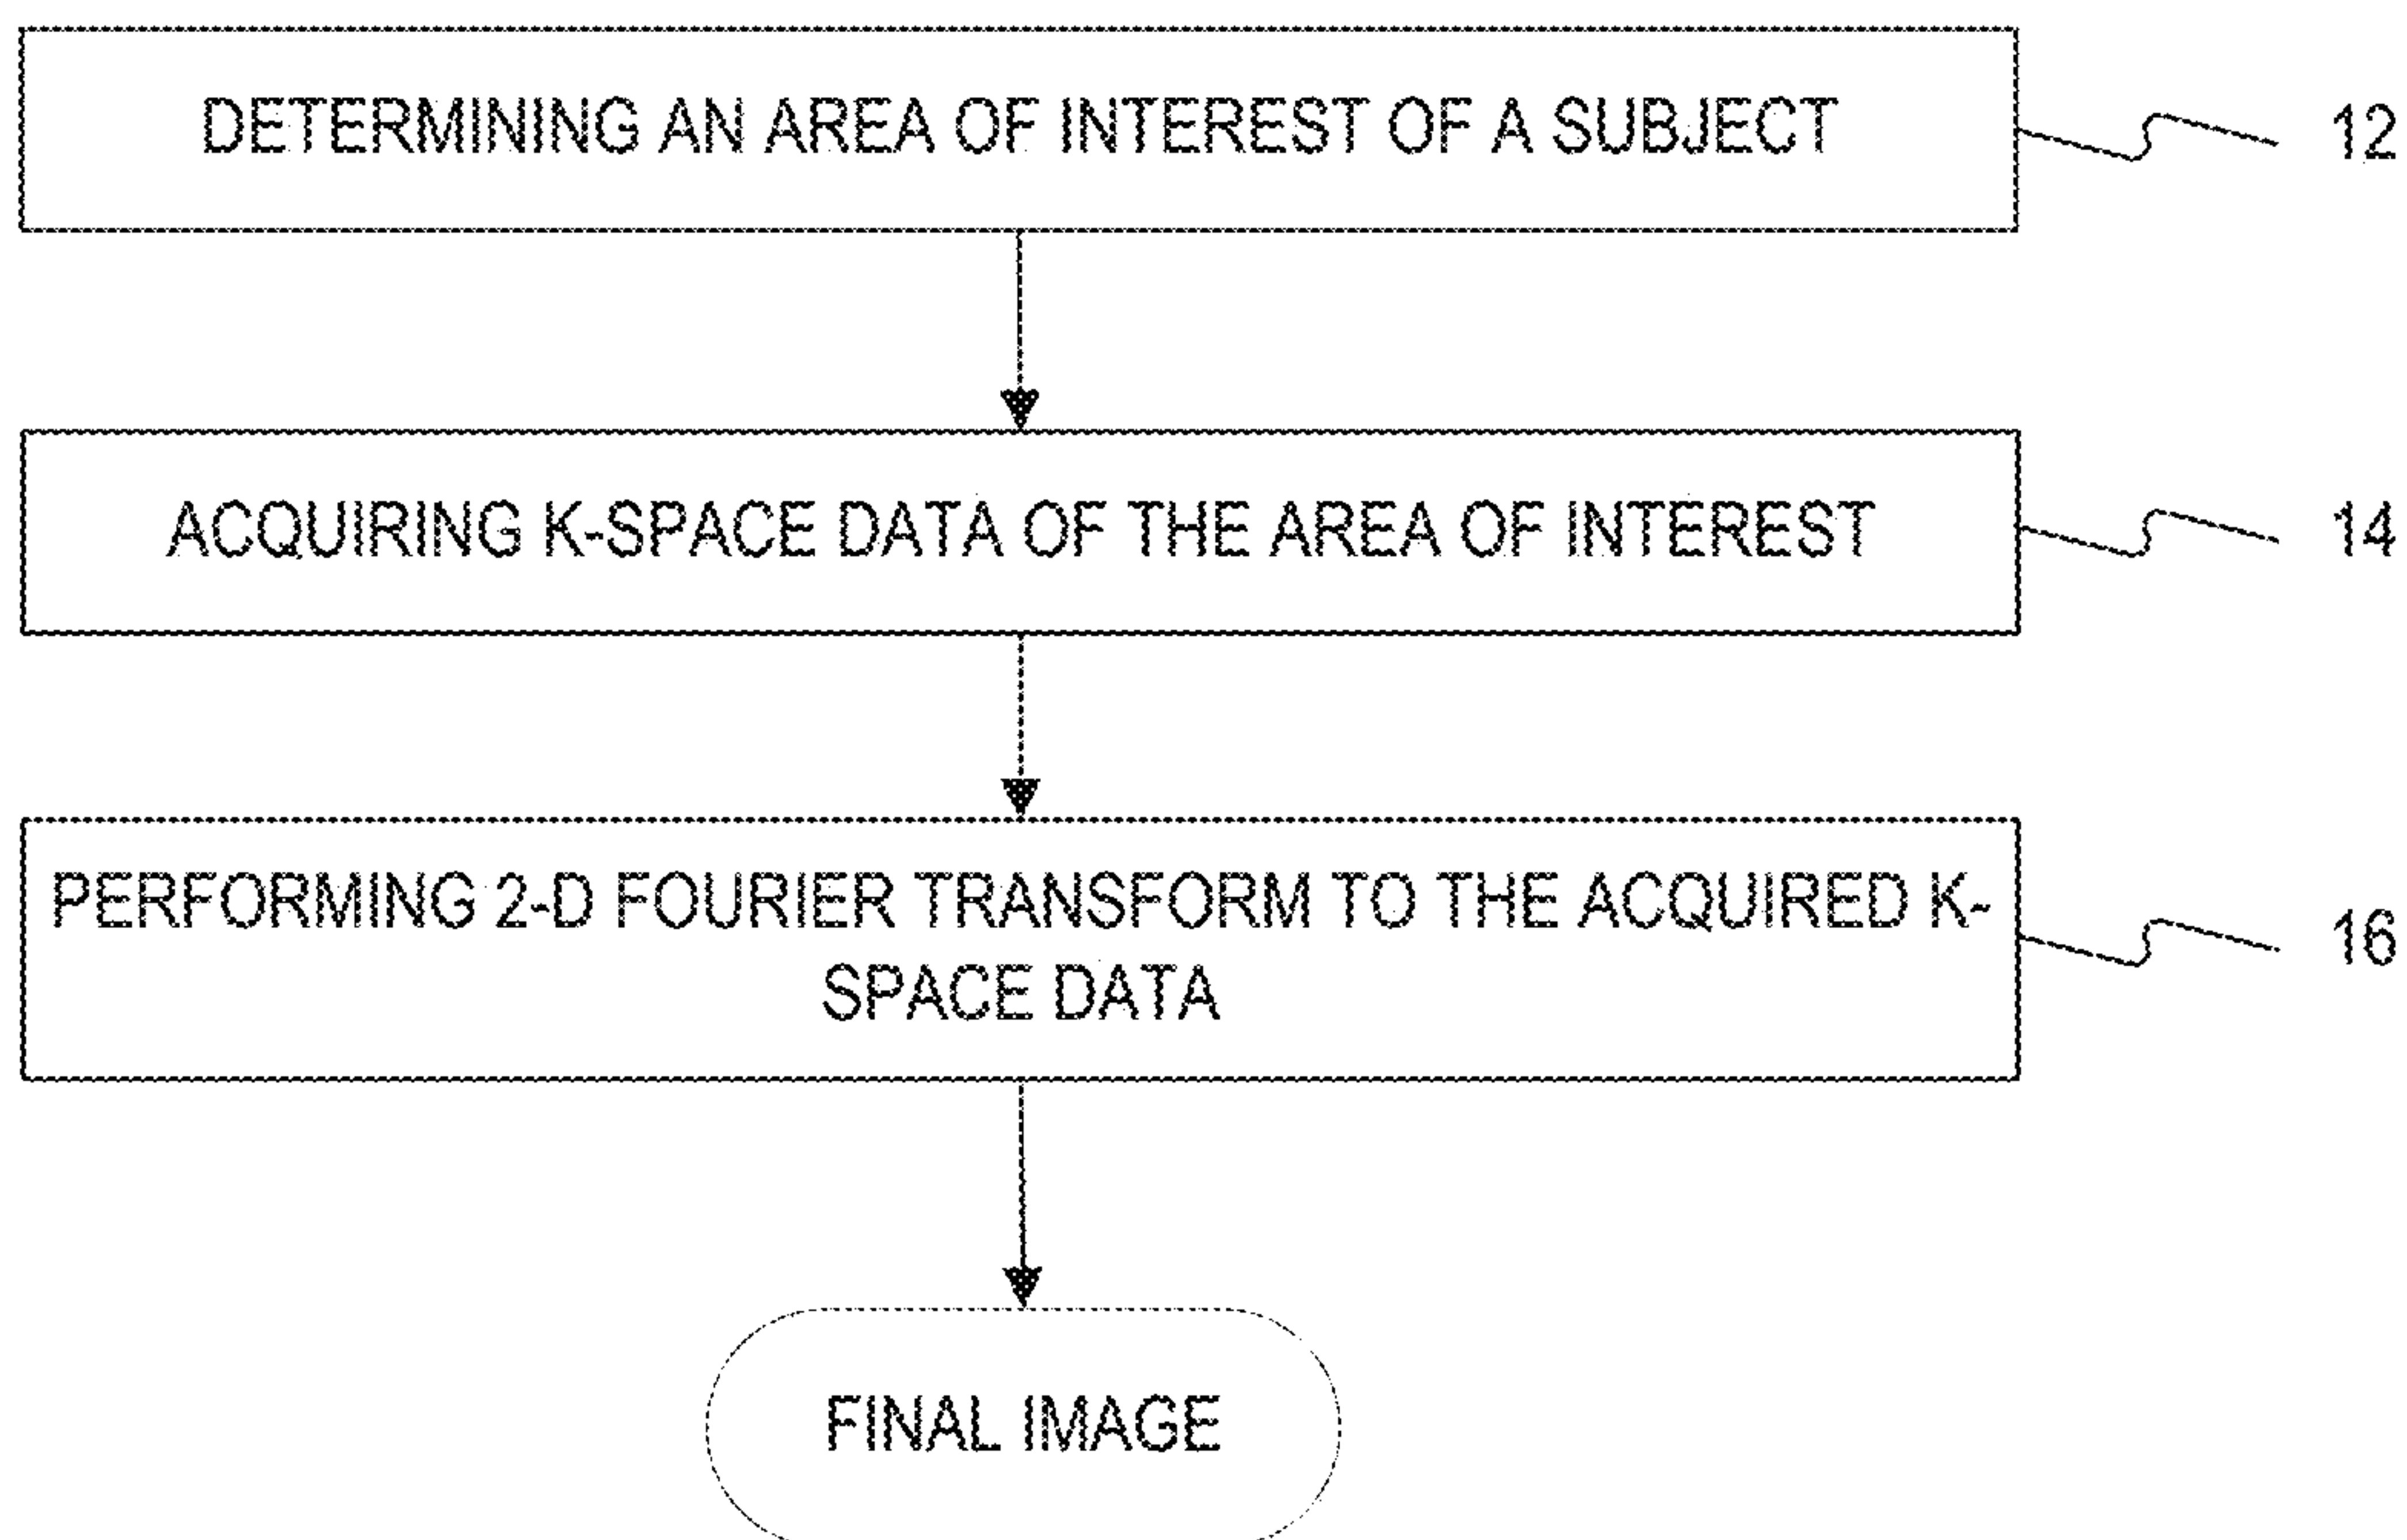 DETERMINING AN AREA OF INTEREST OF A SUBJECT
12
ACQUIRING K-SPACE DATA OF THE AREA OF INTEREST
14
PERFORMING 2-D FOURIER TRANSFORM TO THE ACQUIRED K-
SPACE DATA
16
FINAL IMAGE